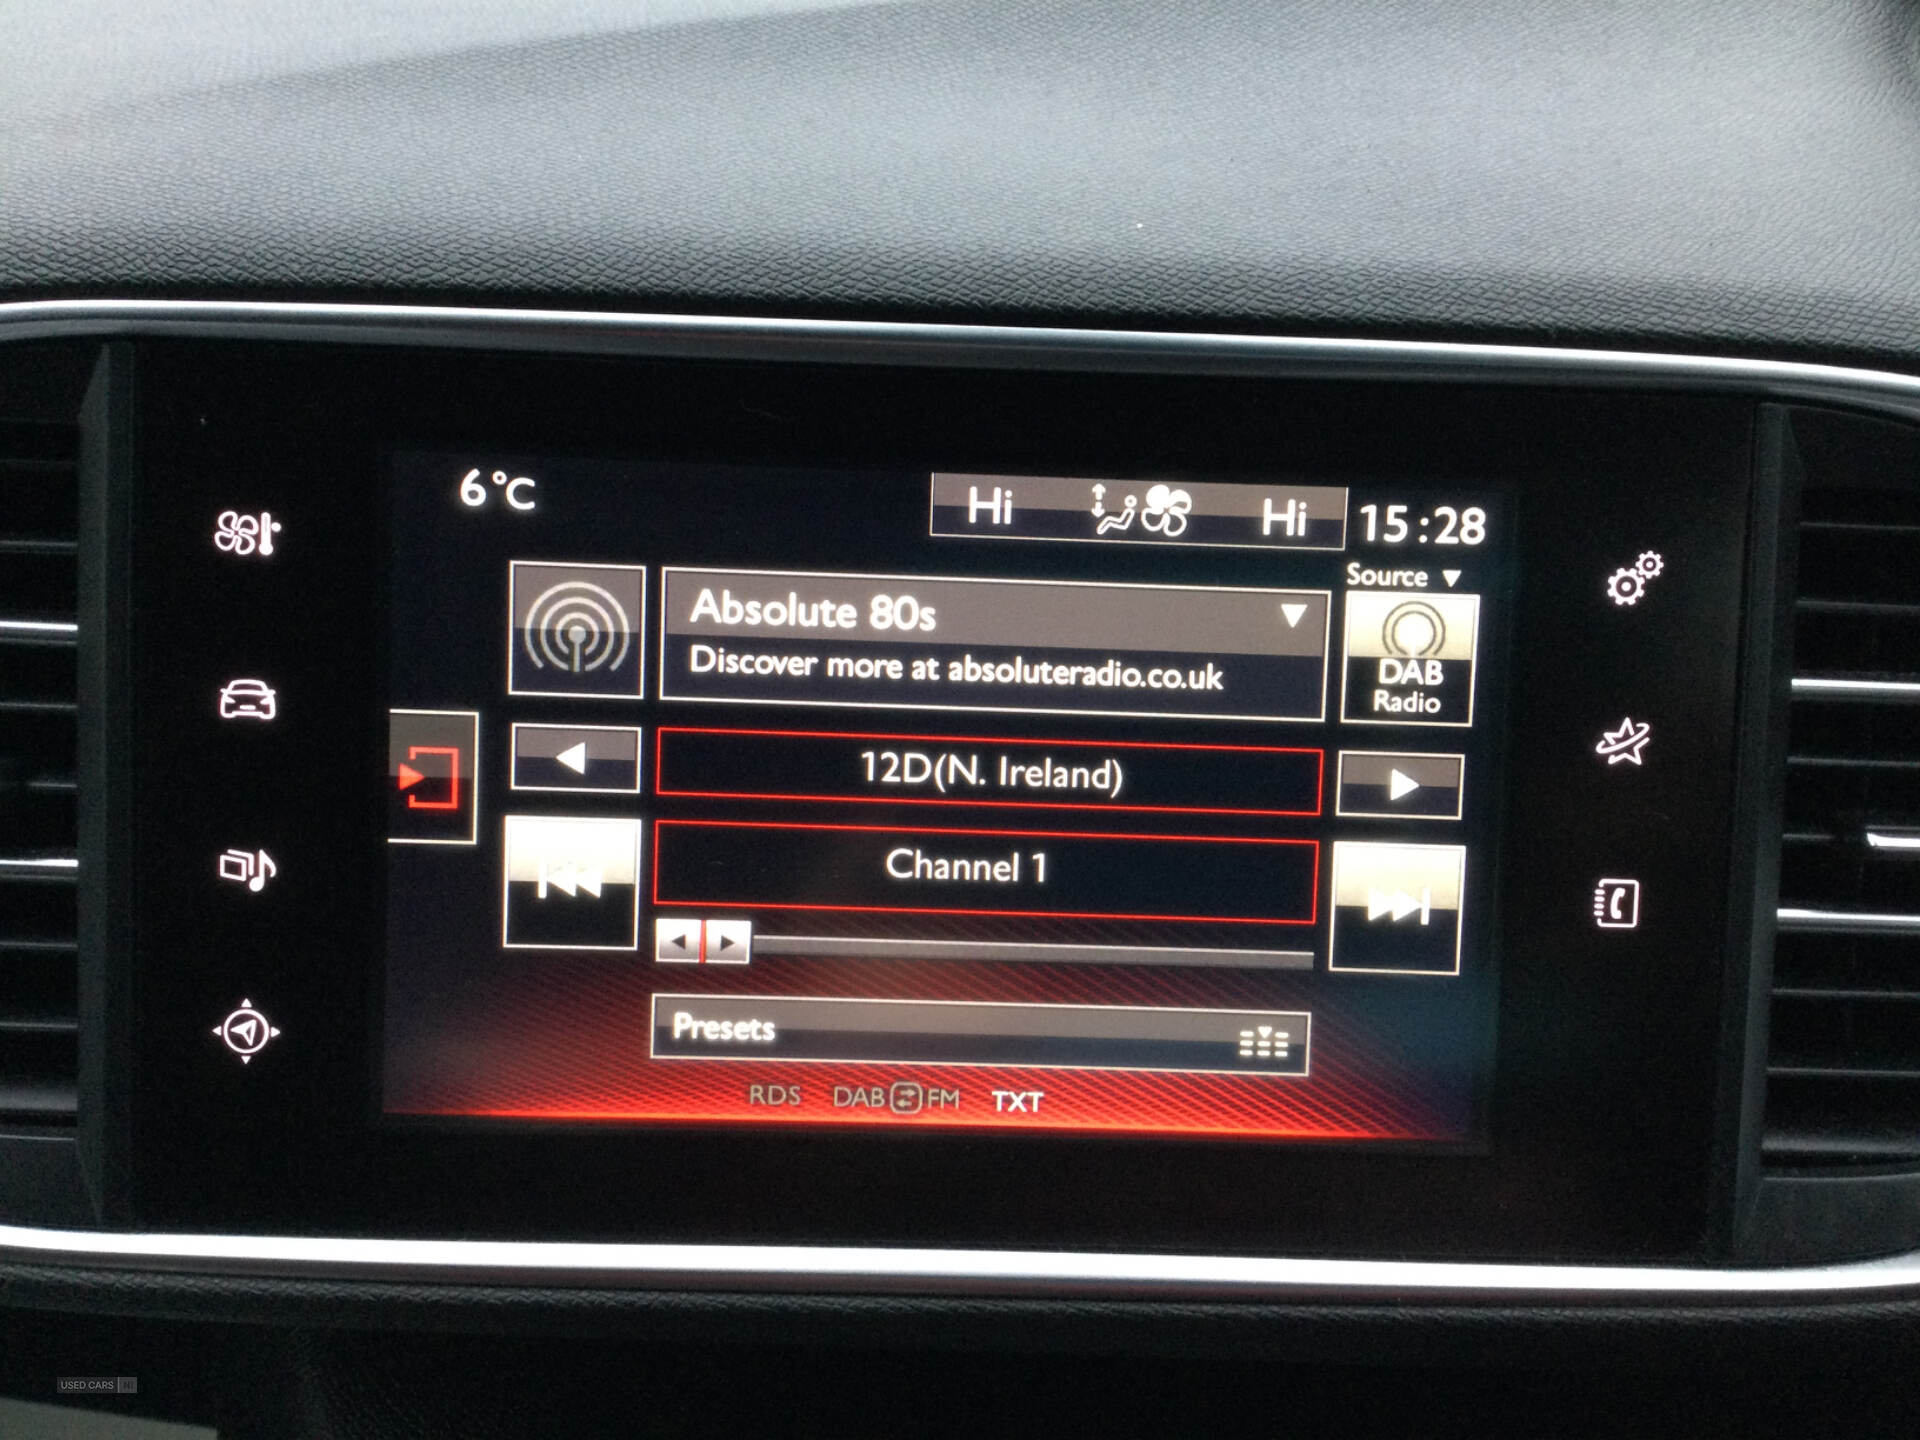 6°C
Hi Hi 15:28
Source
Absolute 80s
Discover more at absoluteradio.co.uk
DAB
Radio
12D(N. Ireland)
Channel 1
Presets
RDS DAB FM TXT
USED CARS NI